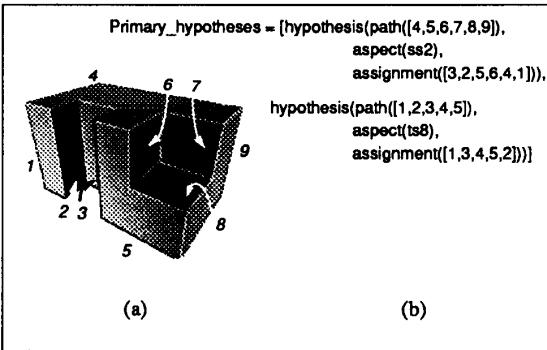 Primary_hypotheses = [hypothesis(path([4,5,6,7,8,9]),
aspect(ss2),
assignment([3,2,5,6,4,1])),
hypothesis(path([1,2,3,4,5]),
aspect(ts8),
assignment([1,3,4,5,2]))]
4
6 7
1
9
2 3
8
5
(a) (b)